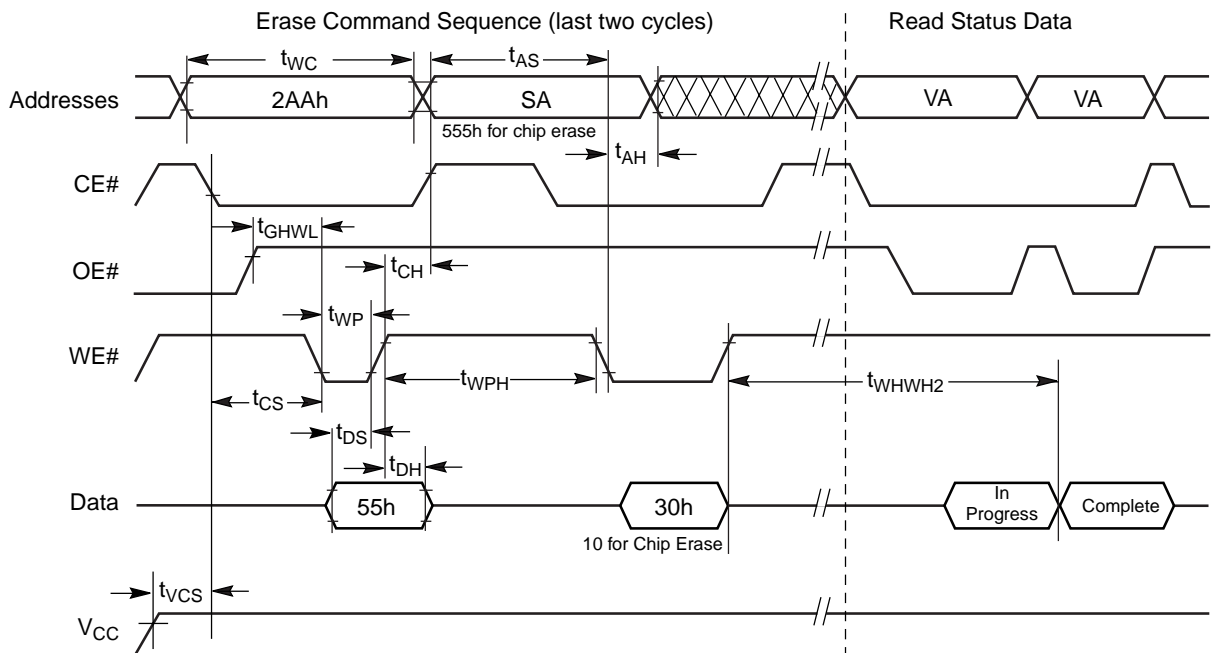 Erase Command Sequence (last two cycles)
Read Status Data
tWC
tAS
Addresses
2AAh
SA
VA
VA
555h for chip erase
tAH
CE#
tGHWL
OE#
tCH
tWP
WE#
tWPH
tWHWH2
tCS
tDS
tDH
Data
55h
30h
In
Progress
Complete
10 for Chip Erase
tVCS
VCC